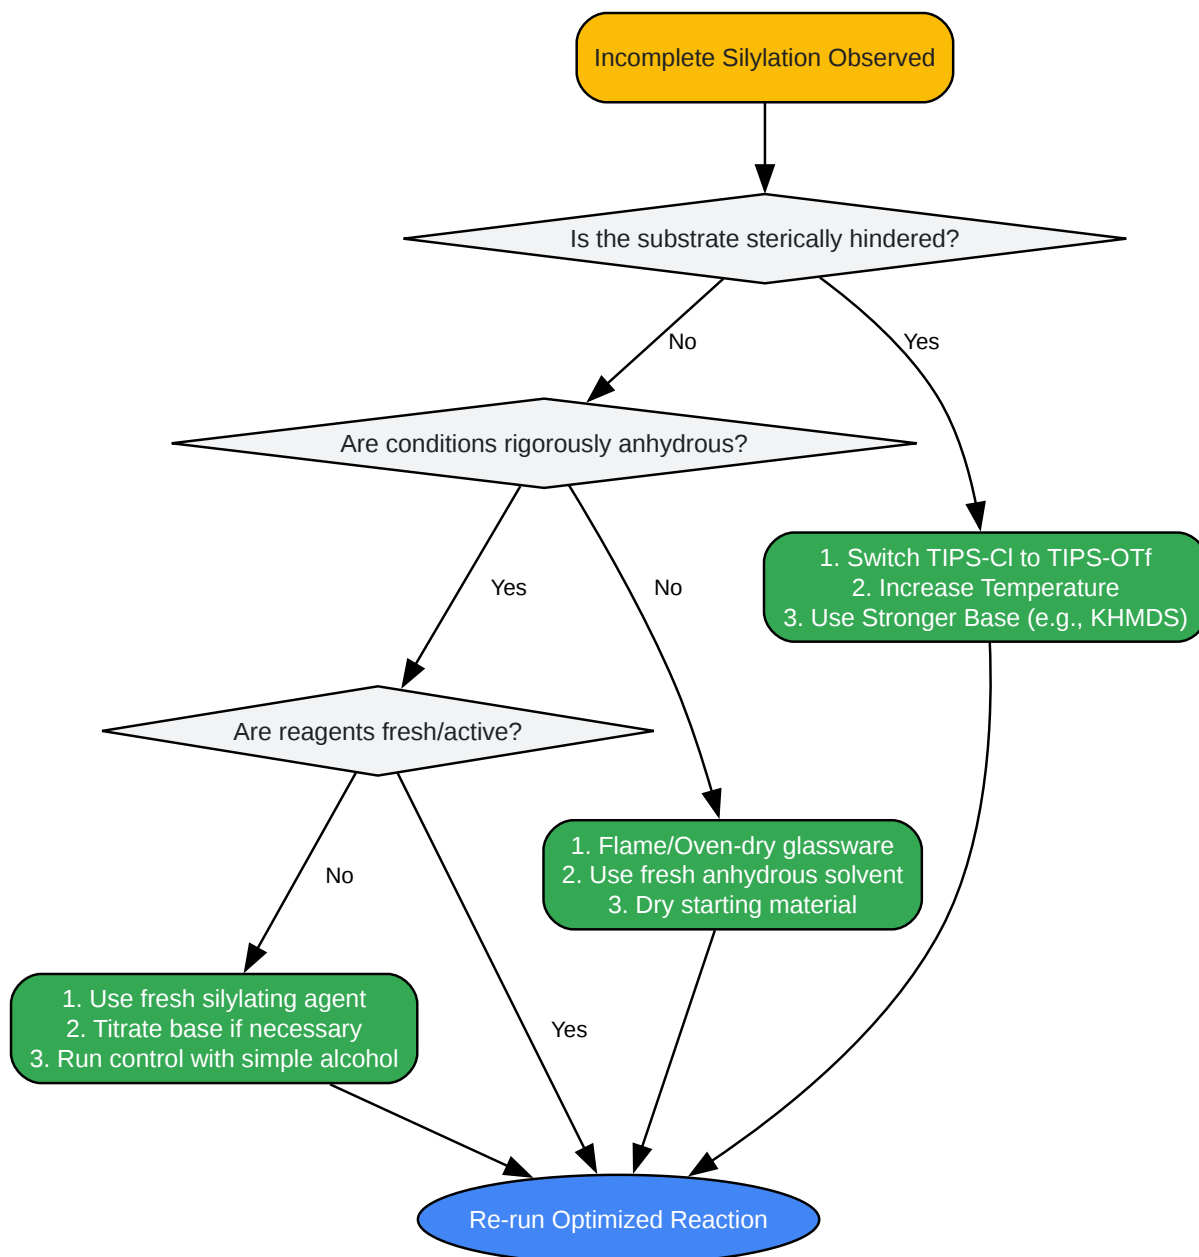 Incomplete Silylation Observed
Is the substrate sterically hindered?
No
Yes
Are conditions rigorously anhydrous?
1. Switch TIPS-Cl to TIPS-OTf
2. Increase Temperature
3. Use Stronger Base (e.g., KHMDS)
Yes
No
Are reagents fresh/active?
1. Flame/Oven-dry glassware
2. Use fresh anhydrous solvent
3. Dry starting material
No
1. Use fresh silylating agent
2. Titrate base if necessary
3. Run control with simple alcohol
Yes
Re-run Optimized Reaction